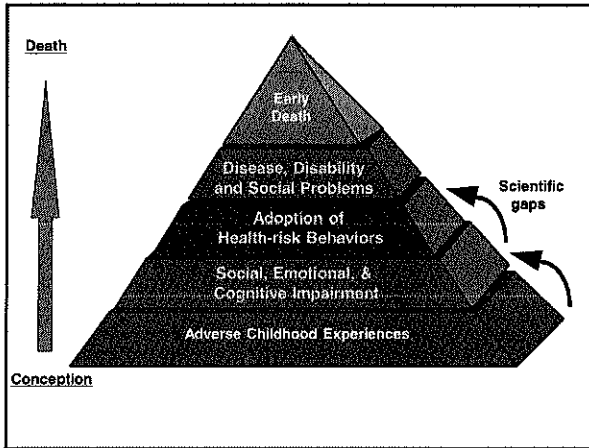 Death
Early
Death
Disease, Disability
and Social Problems
Scientific
gaps
Adoption of
Health-risk Behaviors
Social, Emotional, &
Cognitive Impairment
Adverse Childhood Experiences
Conception